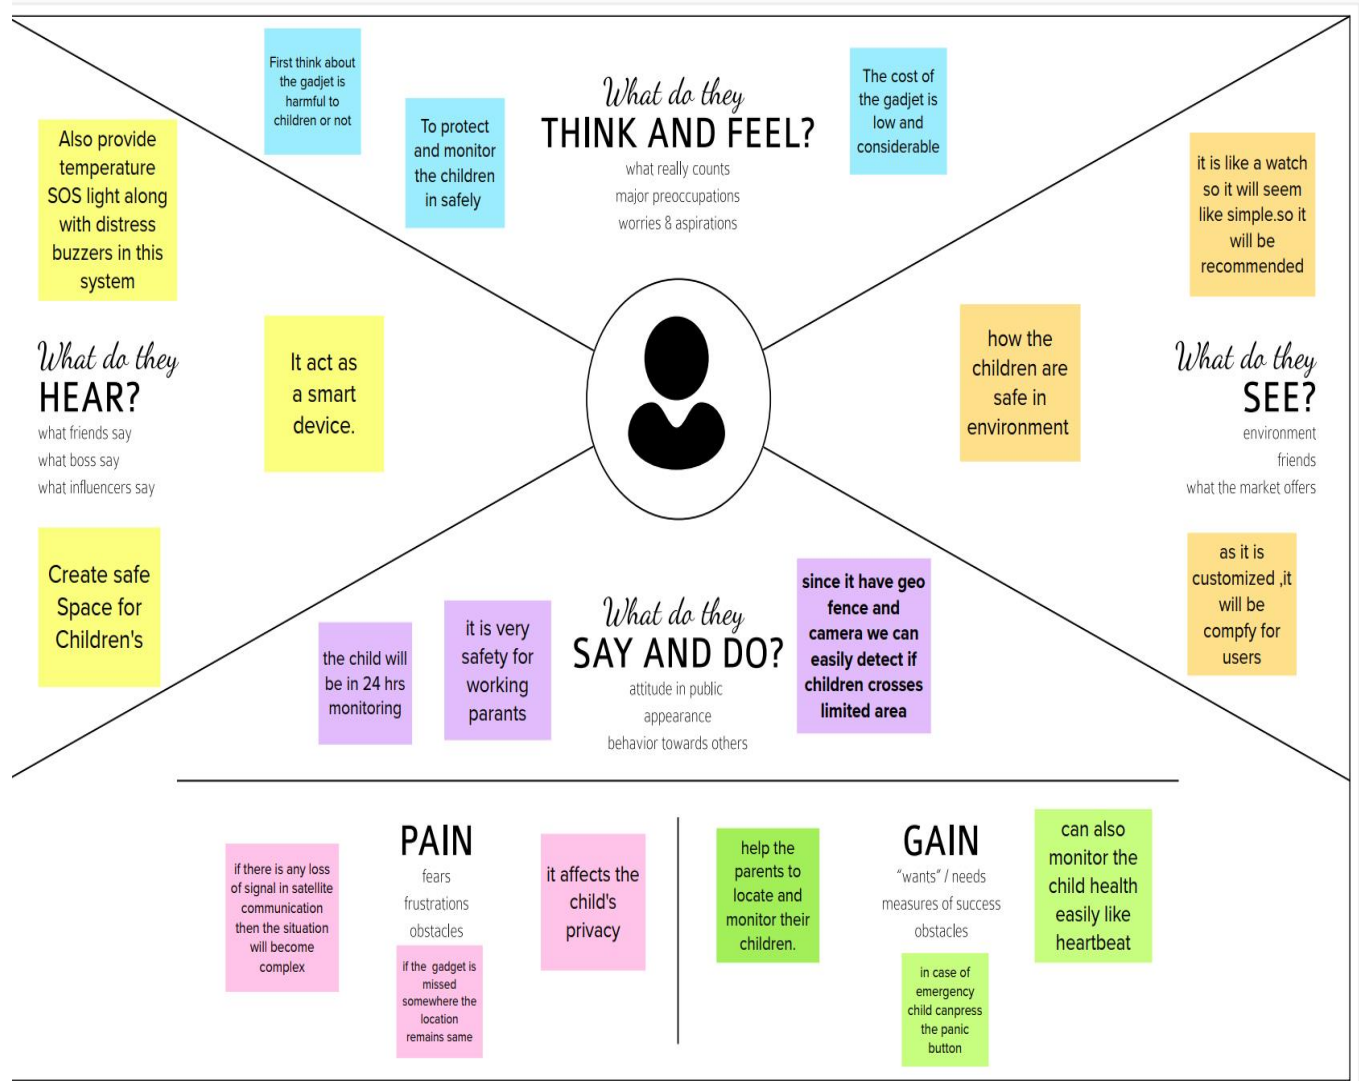 First think about
the gadjet is
harmful to
children or not
To protect
and monitor
the children
in safely
What do they
THINK AND FEEL?
what really counts
major preoccupations
worries & aspirations
The cost of
the gadjet is
low and
considerable
Also provide
temperature
SOS light along
with distress
buzzers in this
system
What do they
HEAR?
what friends say
what boss say
what influencers say
It act as
a smart
device.
Create safe
Space for
Children's
it is like a watch
so it will seem
like simple.so it
will be
recommended
how the
children are
safe in
environment
What do they
SEE?
environment
friends
what the market offers
as it is
customized ,it
will be
compfy for
users
the child will
be in 24 hrs
monitoring
it is very
safety for
working
parants
What do they
SAY AND DO?
attitude in public
appearance
behavior towards others
since it have geo
fence and
camera we can
easily detect if
children crosses
limited area
if there is any loss
of signal in satellite
communication
then the situation
will become
complex
PAIN
fears
frustrations
obstacles
if the gadget is
missed
somewhere the
location
remains same
it affects the
child's
privacy
help the
parents to
locate and
monitor their
children.
GAIN
"wants" / needs
measures of success
obstacles
in case of
emergency
child canpress
the panic
button
can also
monitor the
child health
easily like
heartbeat